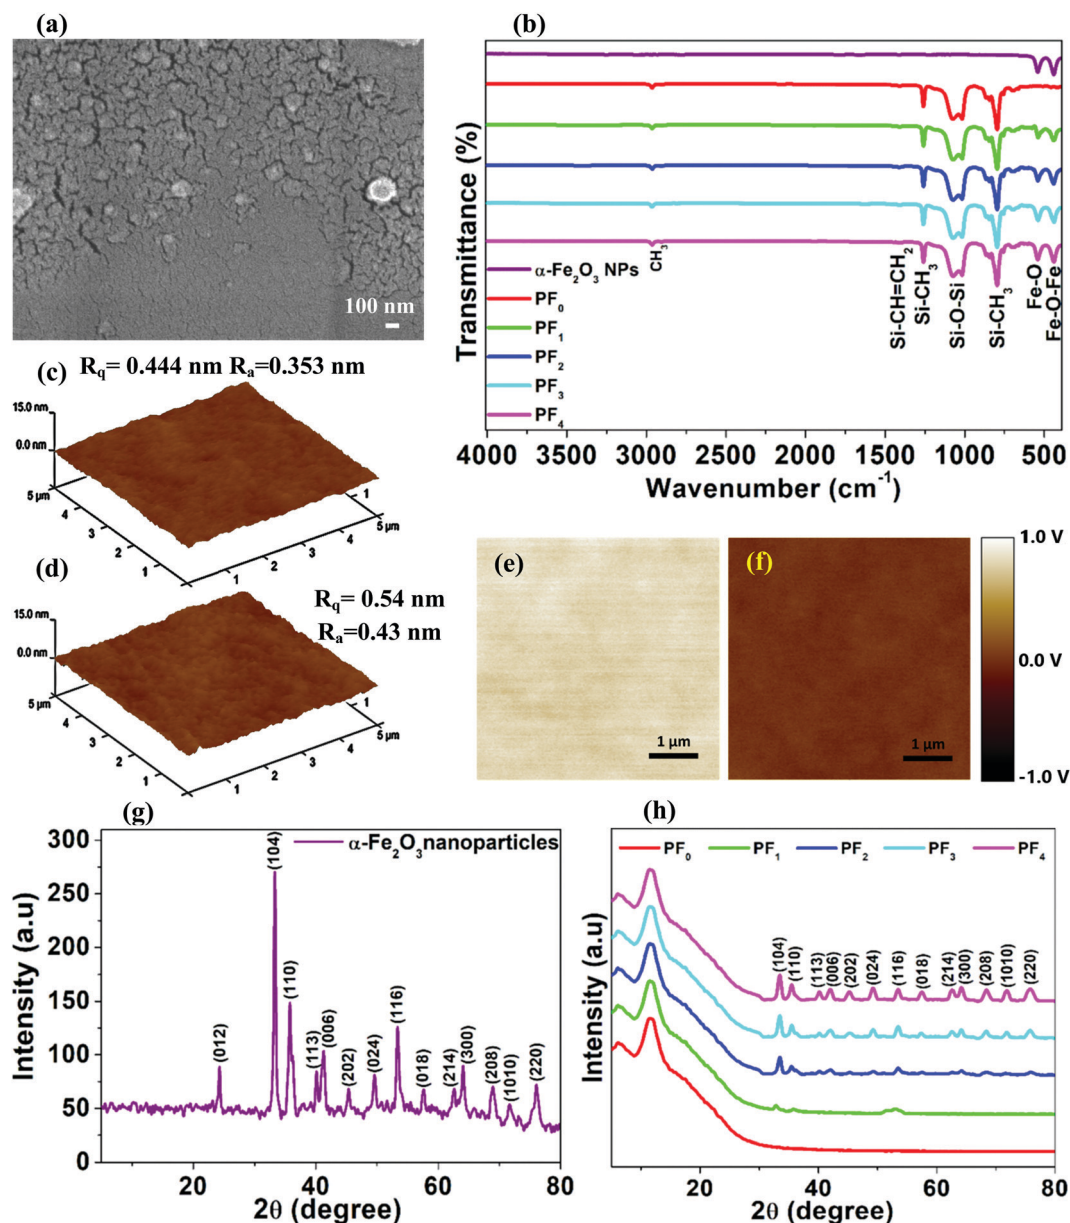 (a)
100 nm
(b)
Transmittance (%)
α-Fe₂O₃ NPs
PF₀
PF₁
PF₂
PF₃
PF₄
CH₃
Si-CH=CH₂
Si-CH₃
Si-O-Si
Si-CH₃
Fe-O
Fe-O-Fe
4000 3500 3000 2500 2000 1500 1000 500
Wavenumber (cm⁻¹)
(c) R_q= 0.444 nm R_a=0.353 nm
15.0 nm
0.0 nm
5 µm
4
3
2
1
1
2
3
4
5 µm
1
(d)
R_q= 0.54 nm
R_a=0.43 nm
15.0 nm
0.0 nm
5 µm
4
3
2
1
1
2
3
4
5 µm
1
(e)
1 µm
(f)
1 µm
1.0 V
0.0 V
-1.0 V
(g)
α-Fe₂O₃nanoparticles
Intensity (a.u)
300
250
200
150
100
50
0
(012)
(104)
(110)
(113)
(006)
(202)
(024)
(116)
(018)
(214)
(300)
(208)
(1010)
(220)
20 40 60 80
2θ (degree)
(h)
PF₀ PF₁ PF₂ PF₃ PF₄
Intensity (a.u)
(104)
(110)
(113)
(006)
(202)
(024)
(116)
(018)
(214)
(300)
(208)
(1010)
(220)
20 40 60 80
2θ (degree)